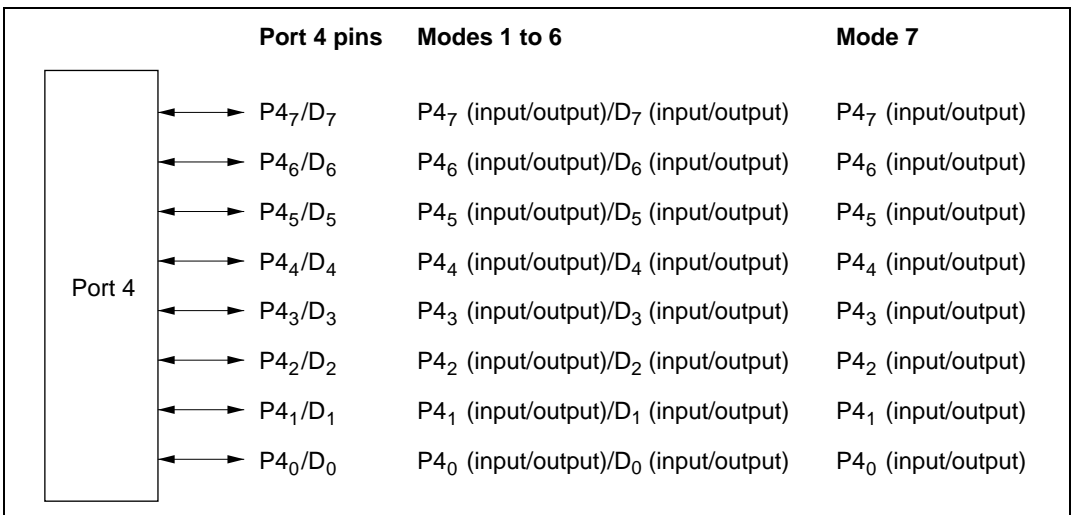 Port 4 pins Modes 1 to 6 Mode 7
P4₇/D₇ P4₇ (input/output)/D₇ (input/output) P4₇ (input/output)
P4₆/D₆ P4₆ (input/output)/D₆ (input/output) P4₆ (input/output)
P4₅/D₅ P4₅ (input/output)/D₅ (input/output) P4₅ (input/output)
P4₄/D₄ P4₄ (input/output)/D₄ (input/output) P4₄ (input/output)
Port 4
P4₃/D₃ P4₃ (input/output)/D₃ (input/output) P4₃ (input/output)
P4₂/D₂ P4₂ (input/output)/D₂ (input/output) P4₂ (input/output)
P4₁/D₁ P4₁ (input/output)/D₁ (input/output) P4₁ (input/output)
P4₀/D₀ P4₀ (input/output)/D₀ (input/output) P4₀ (input/output)